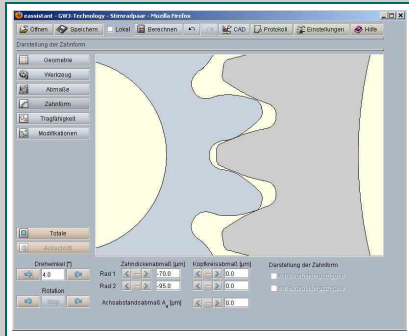 eassistant - GWJ-Technology - Stirnradpaar - Mozilla Firefox
Öffnen Speichern Lokal Berechnen CAD Protokoll Einstellungen Hilfe
Darstellung der Zahnform
Geometrie
Werkzeug
Abmaße
Zahnform
Tragfähigkeit
Modifikationen
Totale
Ausschnitt
Drehwinkel [°]
4.0
Rotation
Stop
Zahndickenabmaß [µm] Kopfkreisabmaß [µm]
Rad 1 -70.0 0.0
Rad 2 -95.0 0.0
Achsabstandsabmaß A [µm] 0.0
Darstellung der Zahnform